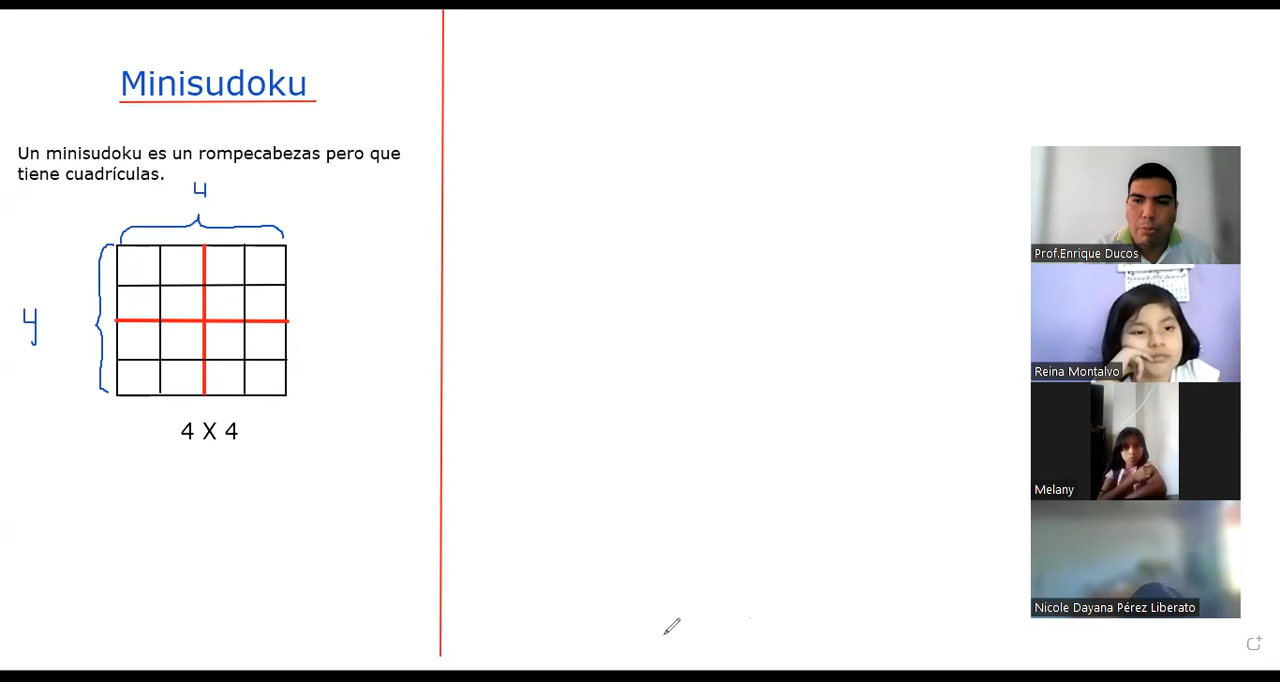 Minisudoku
Un minisudoku es un rompecabezas pero que
tiene cuadrículas.
4
4
4 X 4
Prof.Enrique Ducos
Reina Montalvo
Melany
Nicole Dayana Pérez Liberato